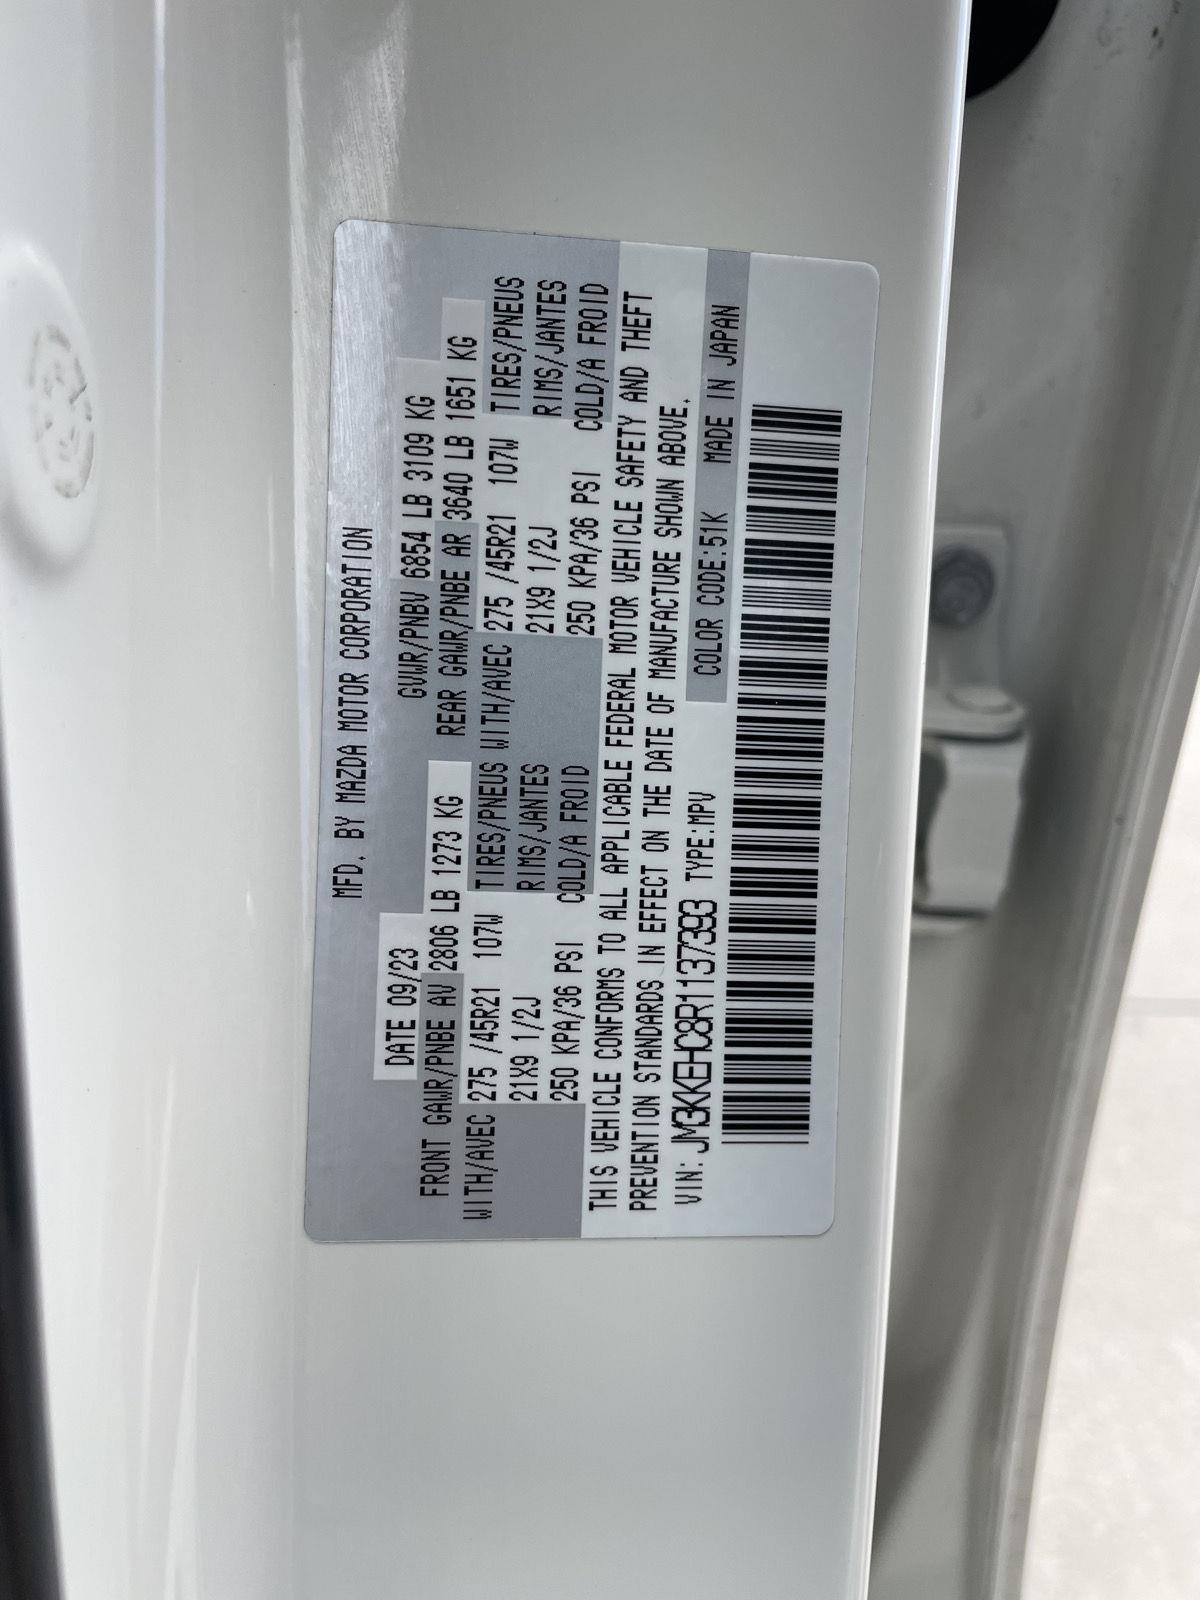 MFD. BY MAZDA MOTOR CORPORATION
DATE 09/23 GVWR/PNBV 6854 LB 3109 KG
FRONT GAWR/PNBE AV 2806 LB 1273 KG REAR GAWR/PNBE AR 3640 LB 1651 KG
WITH/AVEC 275 /45R21 107W TIRES/PNEUS WITH/AVEC 275 /45R21 107W TIRES/PNEUS
21X9 1/2J RIMS/JANTES 21X9 1/2J RIMS/JANTES
250 KPA/36 PSI COLD/A FROID 250 KPA/36 PSI COLD/A FROID
THIS VEHICLE CONFORMS TO ALL APPLICABLE FEDERAL MOTOR VEHICLE SAFETY AND THEFT
PREVENTION STANDARDS IN EFFECT ON THE DATE OF MANUFACTURE SHOWN ABOVE.
VIN: JM3KKEHC8R1137393 TYPE:MPV COLOR CODE:51K MADE IN JAPAN